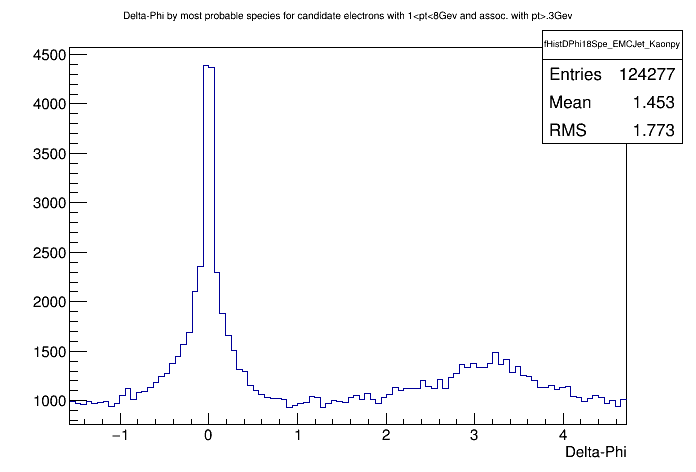 Delta-Phi by most probable species for candidate electrons with 1<pt<8Gev and assoc. with pt>.3Gev
fHistDPhi18Spe_EMCJet_Kaonpy
Entries 124277
Mean 1.453
RMS 1.773
4500
4000
3500
3000
2500
2000
1500
1000
−1 0 1 2 3 4
Delta-Phi